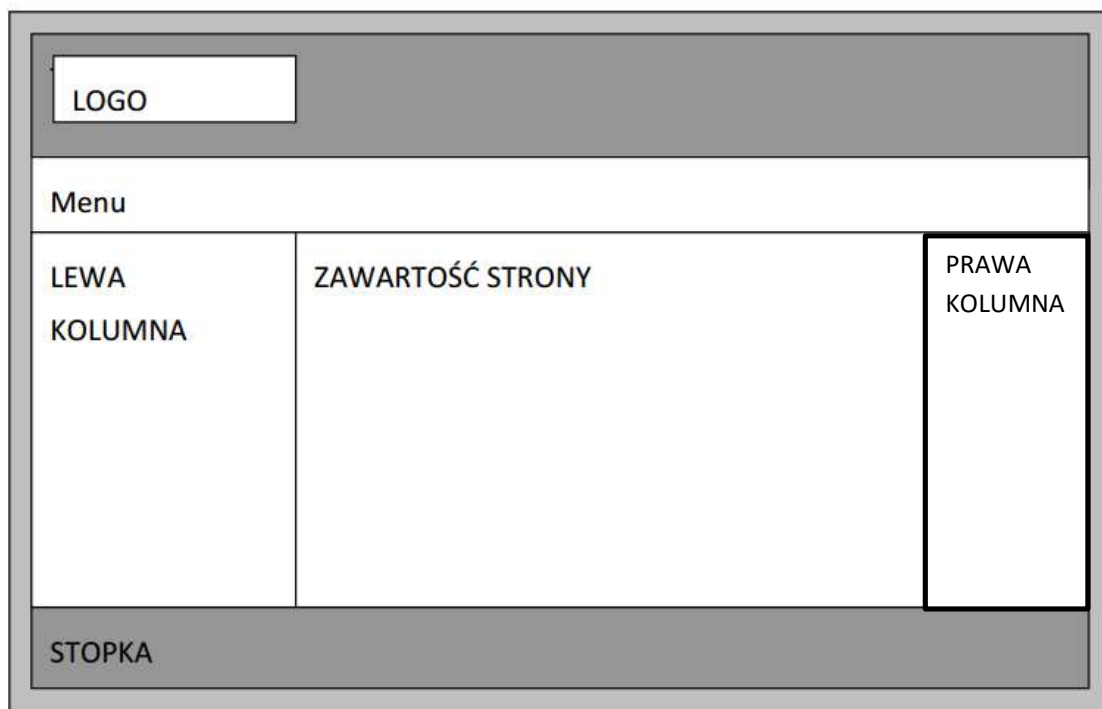 LOGO
Menu
LEWA
KOLUMNA
ZAWARTOŚĆ STRONY
PRAWA
KOLUMNA
STOPKA